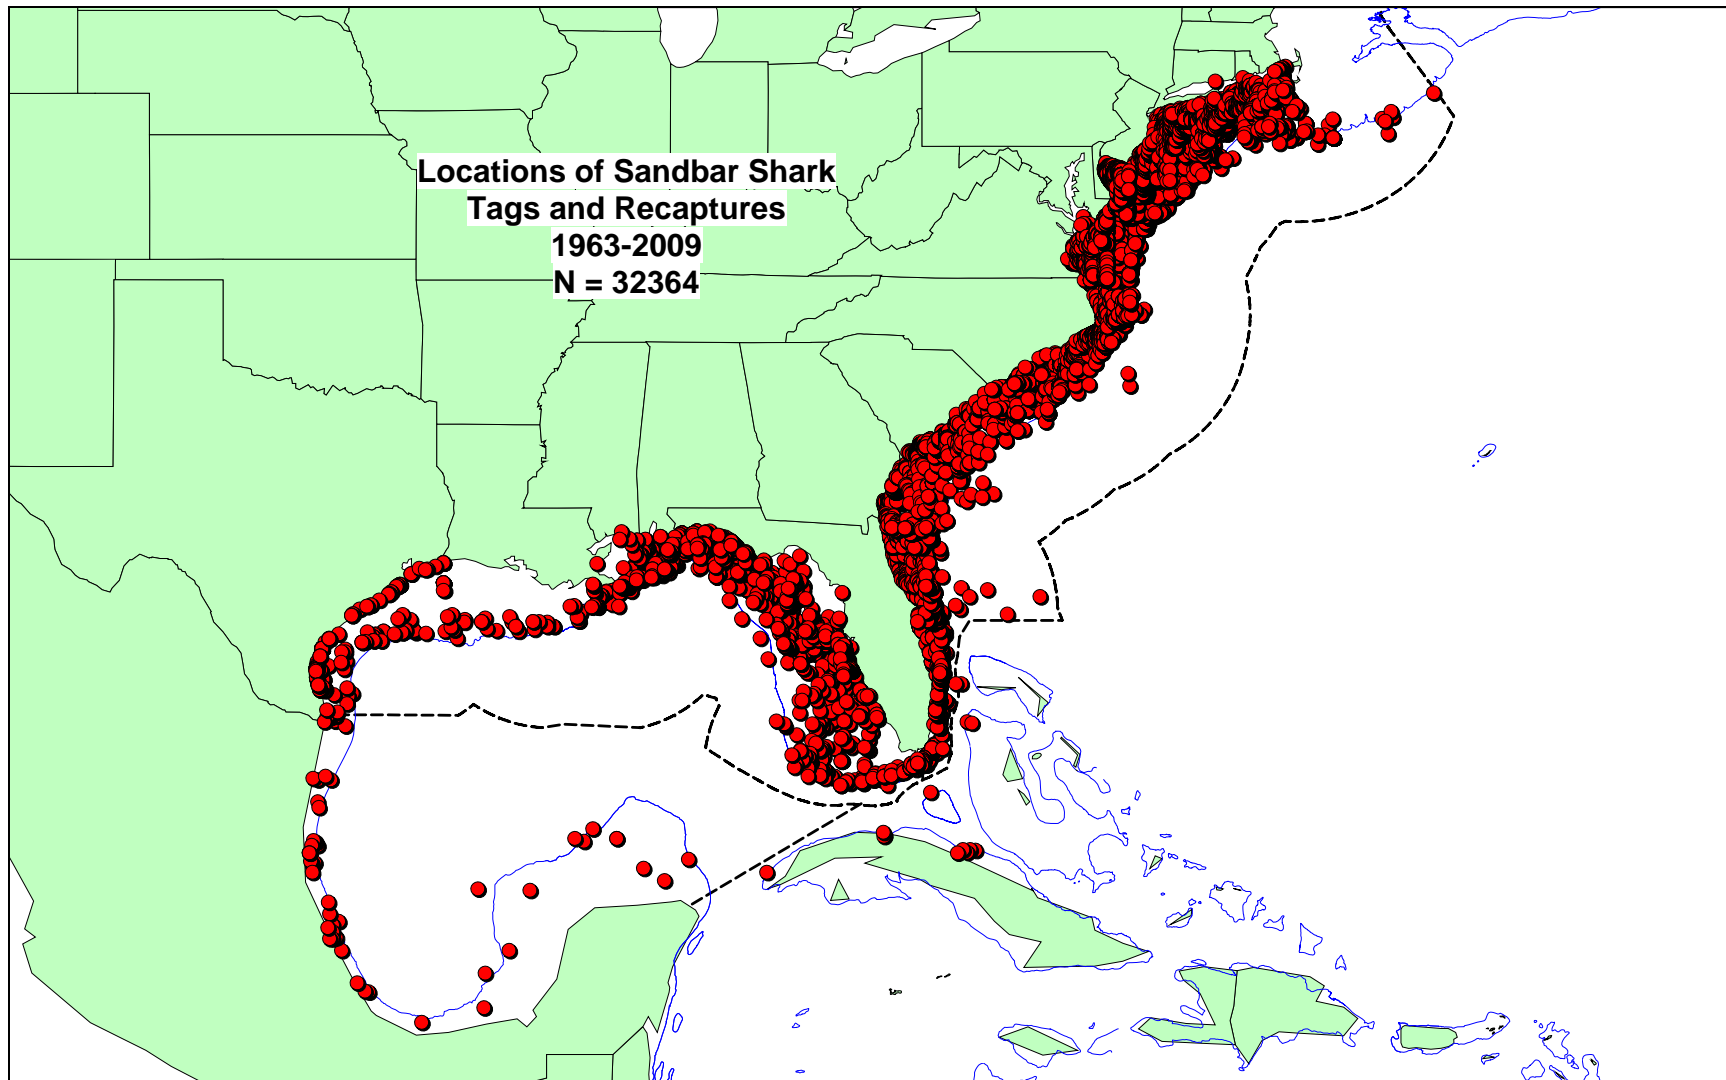 Locations of Sandbar Shark
Tags and Recaptures
1963-2009
N = 32364